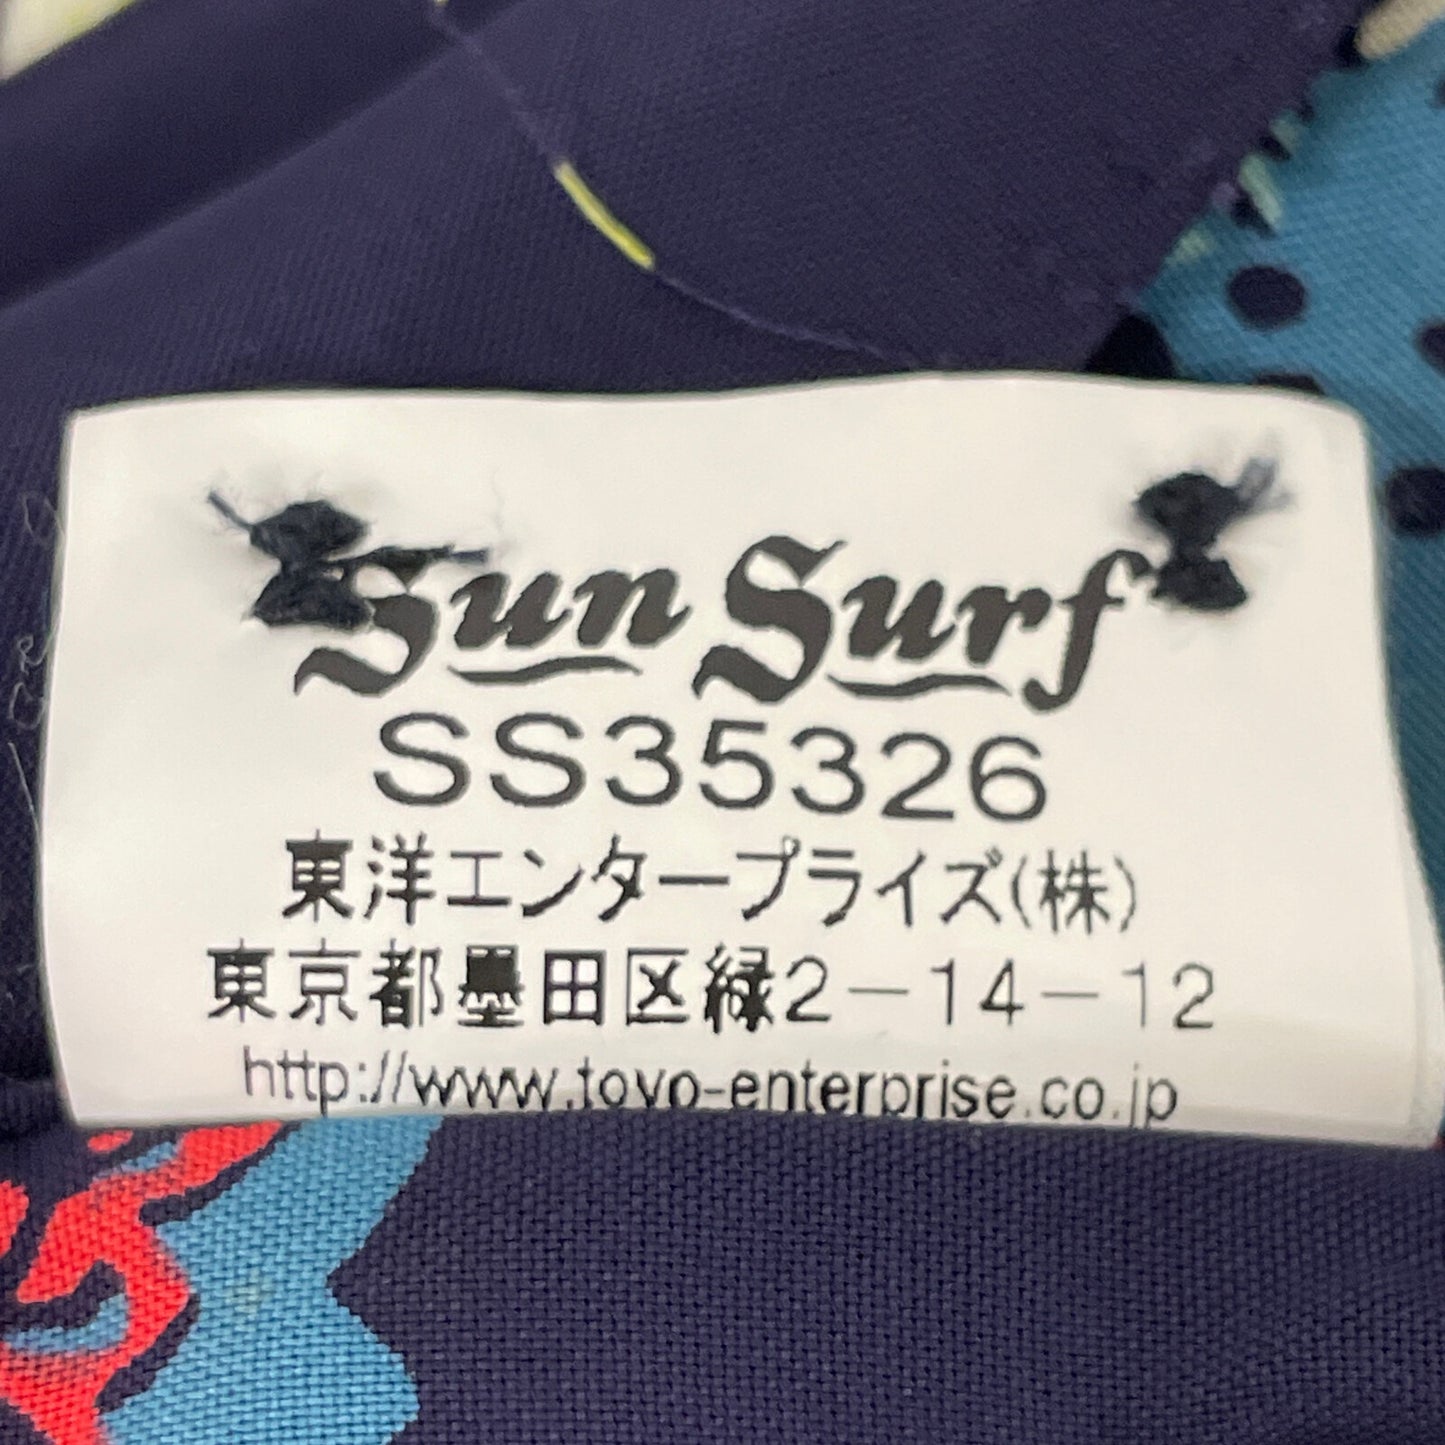 Sun Surf
SS35326
東洋エンタープライズ(株)
東京都墨田区緑2-14-12
http://www.toyo-enterprise.co.jp